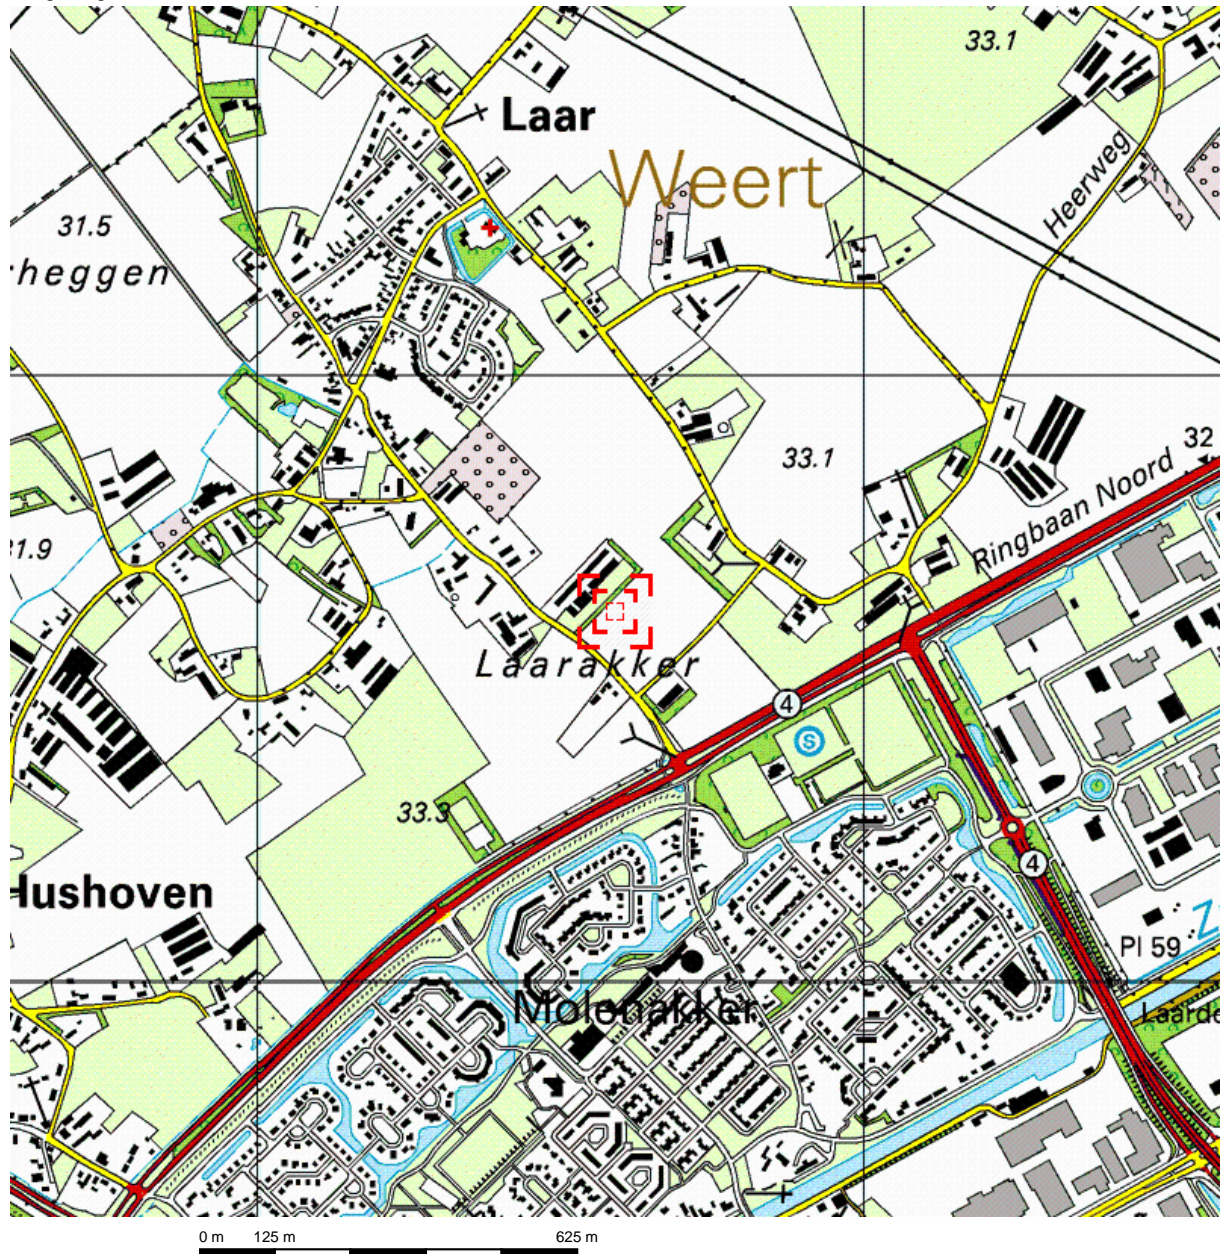 33.1
Laar
Weert
Heerweg
31.5
heggen
33.1
32
Ringbaan Noord
31.9
Laarakker
4
S
33.3
4
Hushoven
Pl 59
Z
Molenakker
Laarde
0 m 125 m 625 m